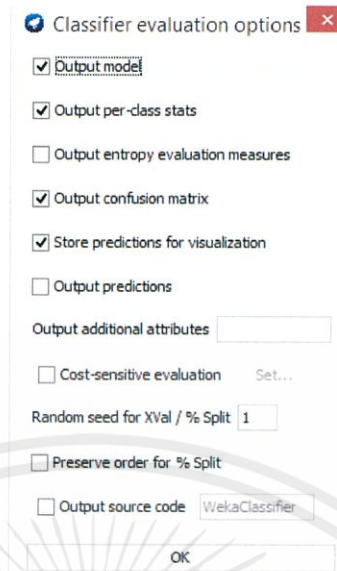 Classifier evaluation options
Output model
Output per-class stats
Output entropy evaluation measures
Output confusion matrix
Store predictions for visualization
Output predictions
Output additional attributes
Cost-sensitive evaluation Set...
Random seed for XVal / % Split 1
Preserve order for % Split
Output source code WekaClassifier
OK